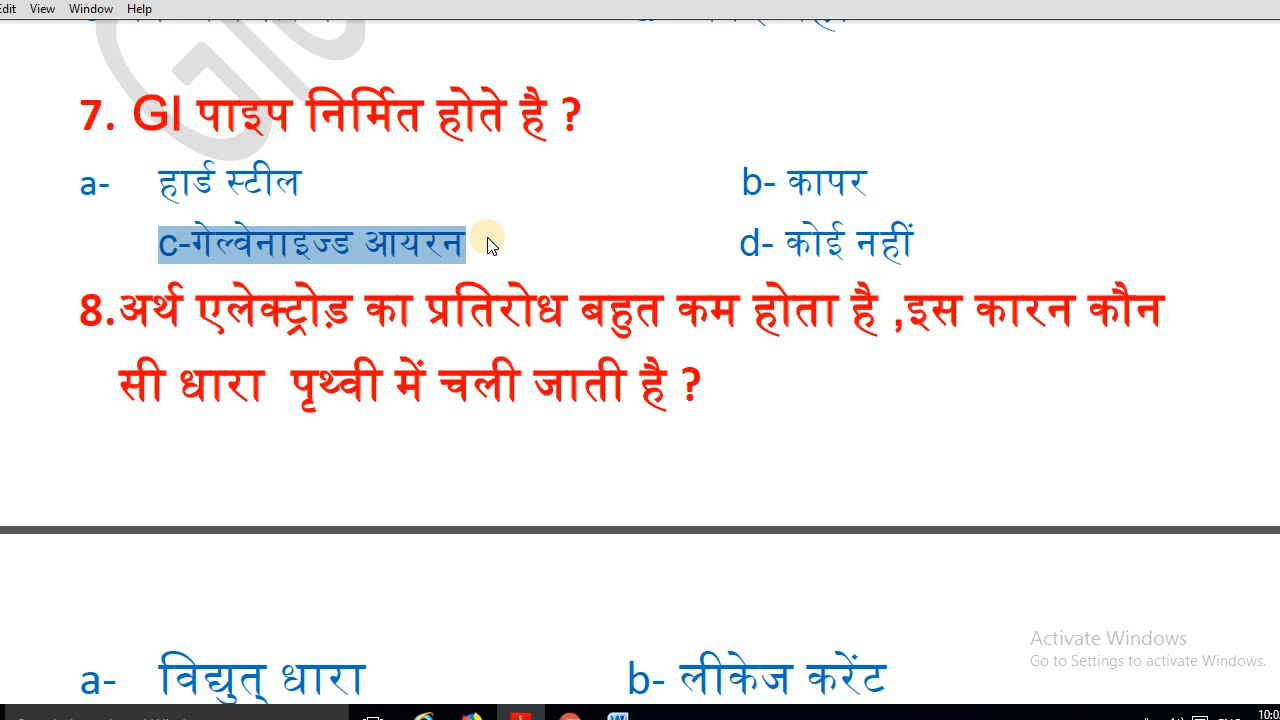 Edit View Window Help
7. GI पाइप निर्मित होते है ?
a- हार्ड स्टील b- कापर
c-गेल्वेनाइज्ड आयरन d- कोई नहीं
8.अर्थ एलेक्ट्रोड़ का प्रतिरोध बहुत कम होता है ,इस कारन कौन
सी धारा पृथ्वी में चली जाती है ?
Activate Windows
Go to Settings to activate Windows.
a- विद्युत् धारा b- लीकेज करेंट